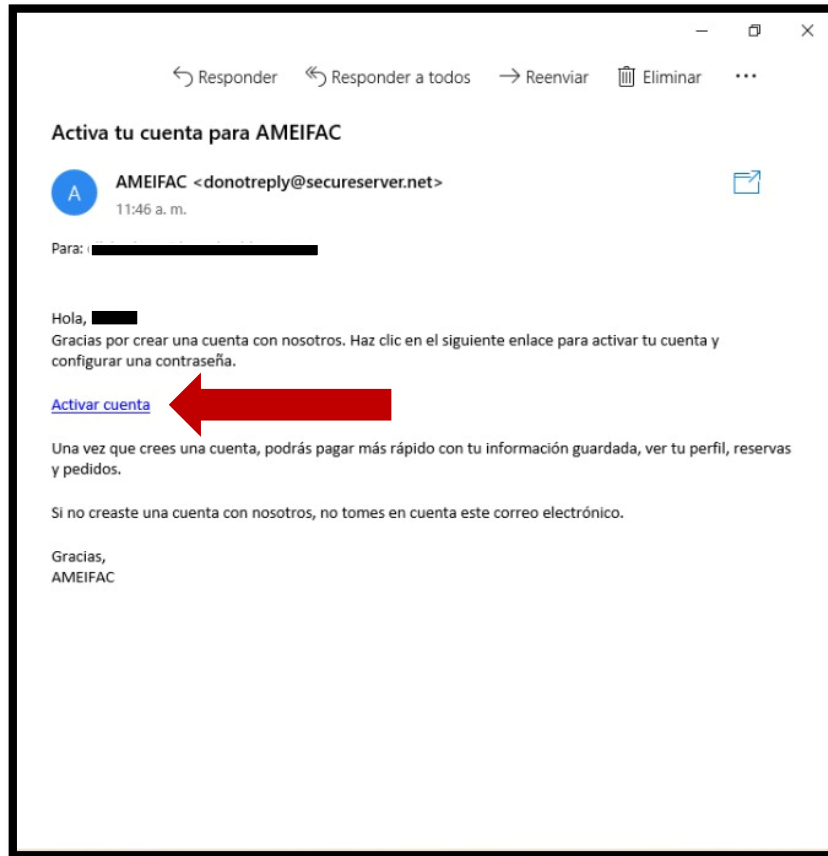 Responder Responder a todos Reenviar Eliminar
Activa tu cuenta para AMEIFAC
A
AMEIFAC <donotreply@secureserver.net>
11:46 a. m.
Para:
Hola,
Gracias por crear una cuenta con nosotros. Haz clic en el siguiente enlace para activar tu cuenta y
configurar una contraseña.
Activar cuenta
Una vez que crees una cuenta, podrás pagar más rápido con tu información guardada, ver tu perfil, reservas
y pedidos.
Si no creaste una cuenta con nosotros, no tomes en cuenta este correo electrónico.
Gracias,
AMEIFAC